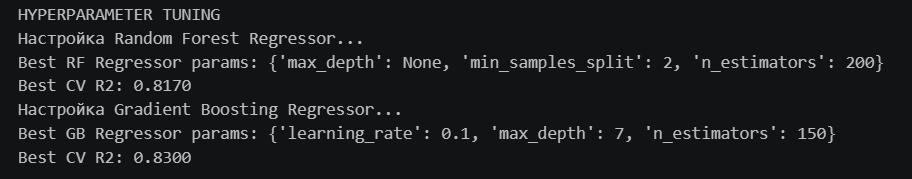 HYPERPARAMETER TUNING
Настройка Random Forest Regressor...
Best RF Regressor params: {'max_depth': None, 'min_samples_split': 2, 'n_estimators': 200}
Best CV R2: 0.8170
Настройка Gradient Boosting Regressor...
Best GB Regressor params: {'learning_rate': 0.1, 'max_depth': 7, 'n_estimators': 150}
Best CV R2: 0.8300